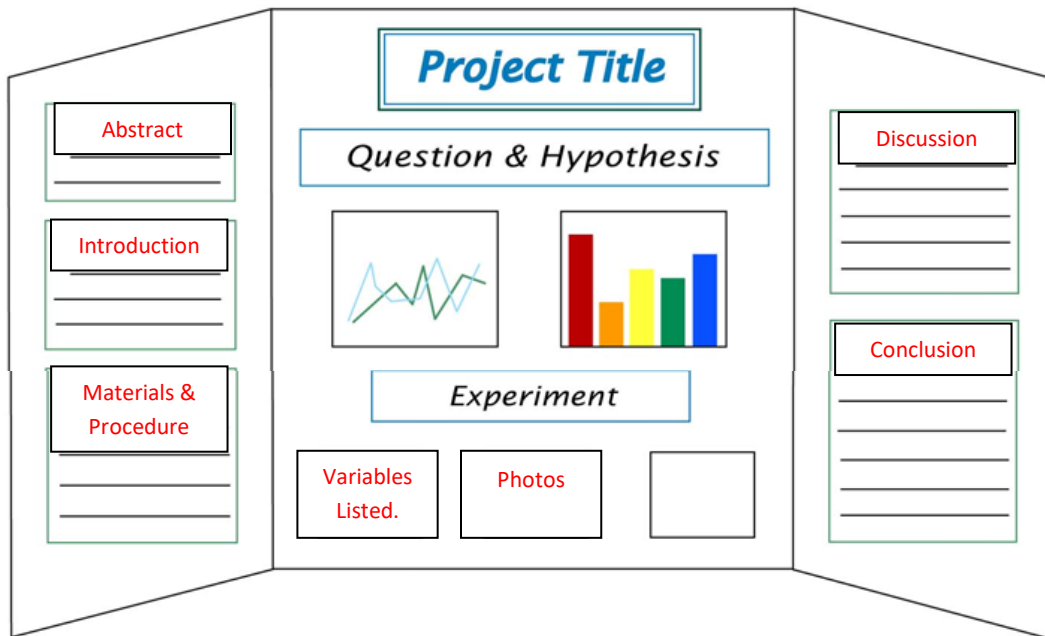 Project Title
Abstract
Question & Hypothesis
Discussion
Introduction
Conclusion
Materials &
Procedure
Experiment
Variables
Listed.
Photos